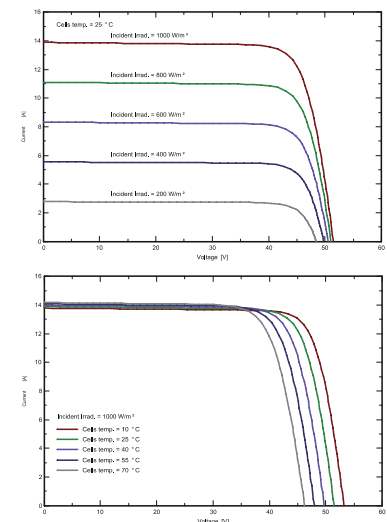 16
Cells temp. = 25 °C
Incident Irrad. = 1000 W/m²
14
12
Incident Irrad. = 800 W/m²
10
Incident Irrad. = 600 W/m²
8
Current [A]
6
Incident Irrad. = 400 W/m²
4
Incident Irrad. = 200 W/m²
2
0
0 10 20 30 40 50 60
Voltage [V]
16
14
12
10
8
Current [A]
6
Incident Irrad. = 1000 W/m²
Cells temp. = 10 °C
4
Cells temp. = 25 °C
Cells temp. = 40 °C
2
Cells temp. = 55 °C
Cells temp. = 70 °C
0
0 10 20 30 40 50 60
Voltage [V]